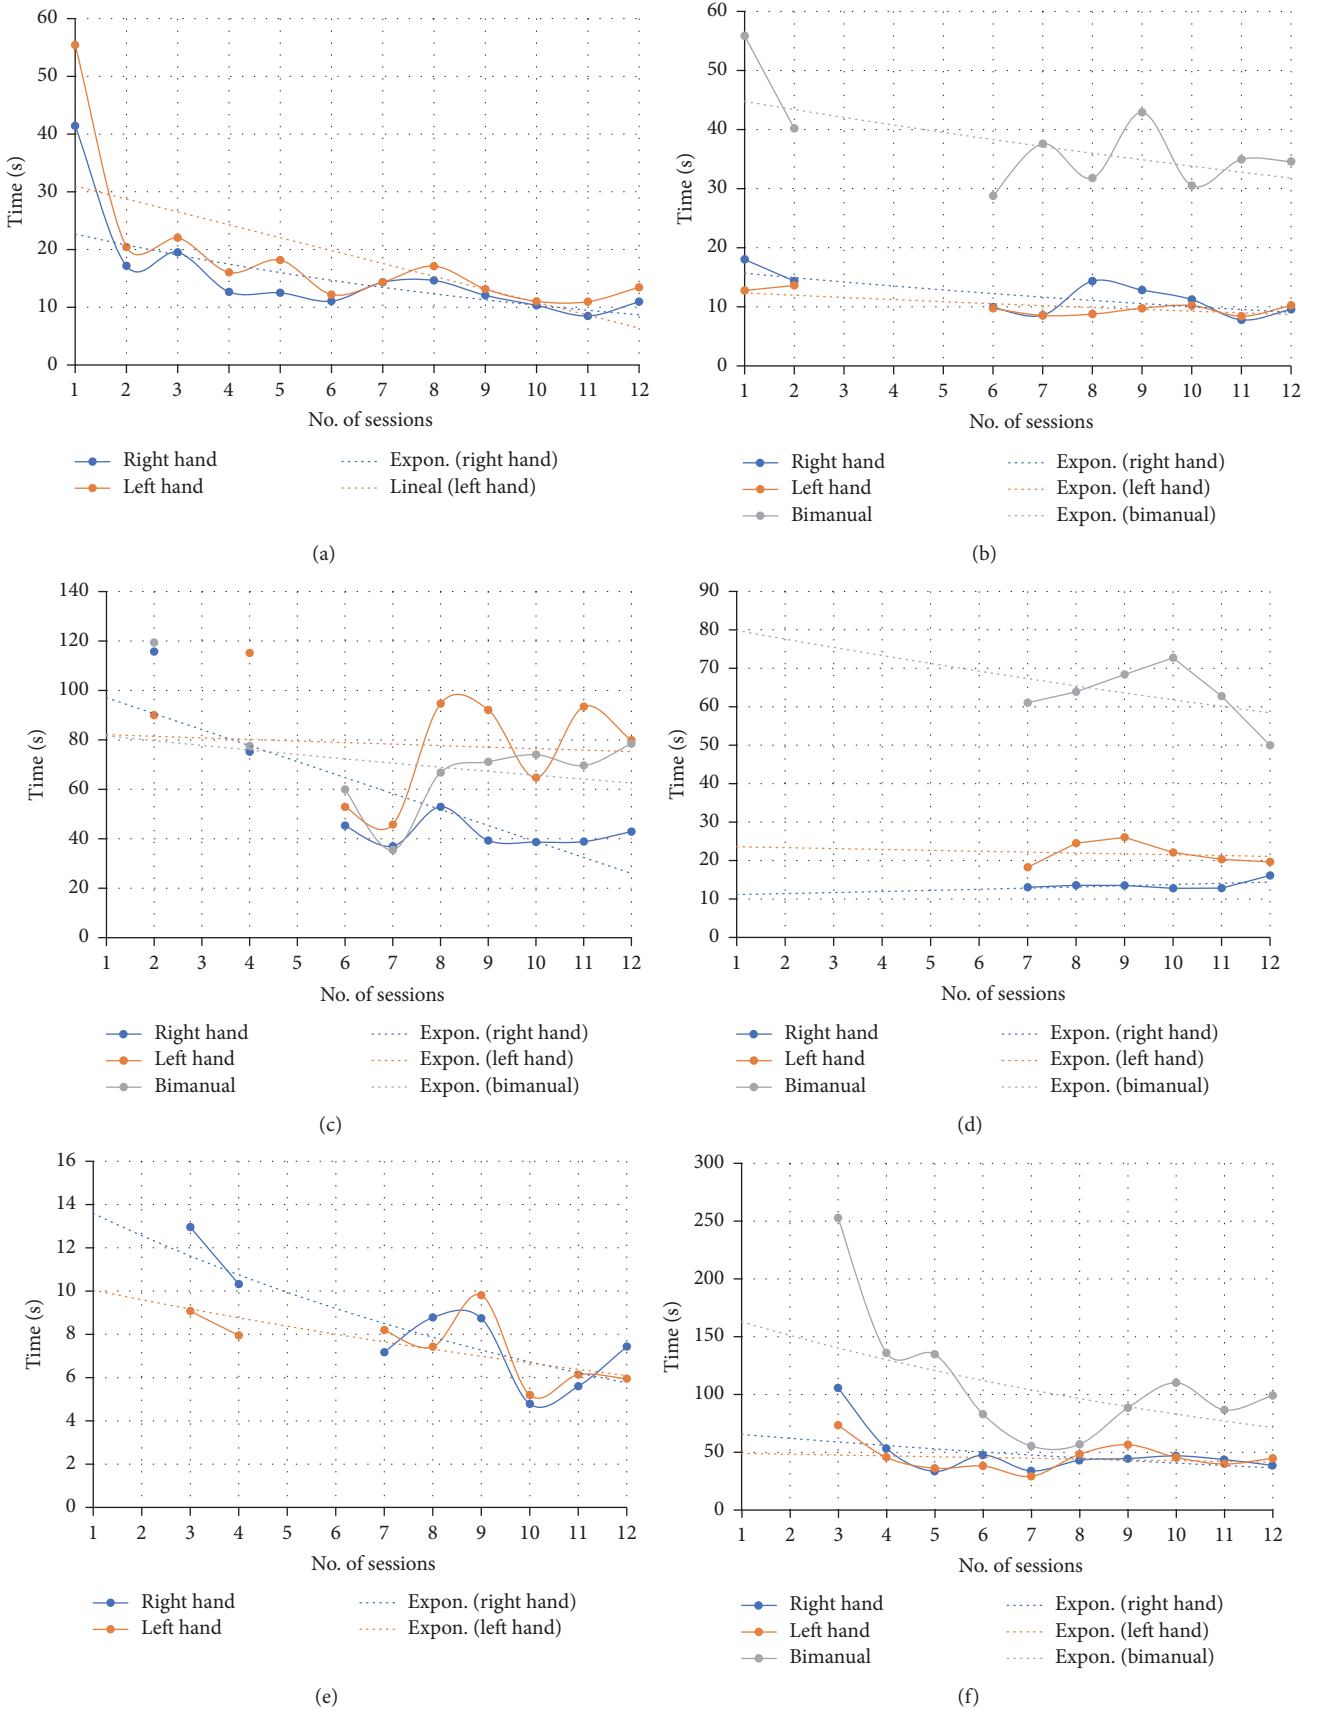 60
50
40
30
20
10
0
Time (s)
1 2 3 4 5 6 7 8 9 10 11 12
No. of sessions
Right hand Expon. (right hand)
Left hand Lineal (left hand)
(a)
60
50
40
30
20
10
0
Time (s)
1 2 3 4 5 6 7 8 9 10 11 12
No. of sessions
Right hand Expon. (right hand)
Left hand Expon. (left hand)
Bimanual Expon. (bimanual)
(b)
140
120
100
80
60
40
20
0
Time (s)
1 2 3 4 5 6 7 8 9 10 11 12
No. of sessions
Right hand Expon. (right hand)
Left hand Expon. (left hand)
Bimanual Expon. (bimanual)
(c)
90
80
70
60
50
40
30
20
10
0
Time (s)
1 2 3 4 5 6 7 8 9 10 11 12
No. of sessions
Right hand Expon. (right hand)
Left hand Expon. (left hand)
Bimanual Expon. (bimanual)
(d)
16
14
12
10
8
6
4
2
0
Time (s)
1 2 3 4 5 6 7 8 9 10 11 12
No. of sessions
Right hand Expon. (right hand)
Left hand Expon. (left hand)
(e)
300
250
200
150
100
50
0
Time (s)
1 2 3 4 5 6 7 8 9 10 11 12
No. of sessions
Right hand Expon. (right hand)
Left hand Expon. (left hand)
Bimanual Expon. (bimanual)
(f)